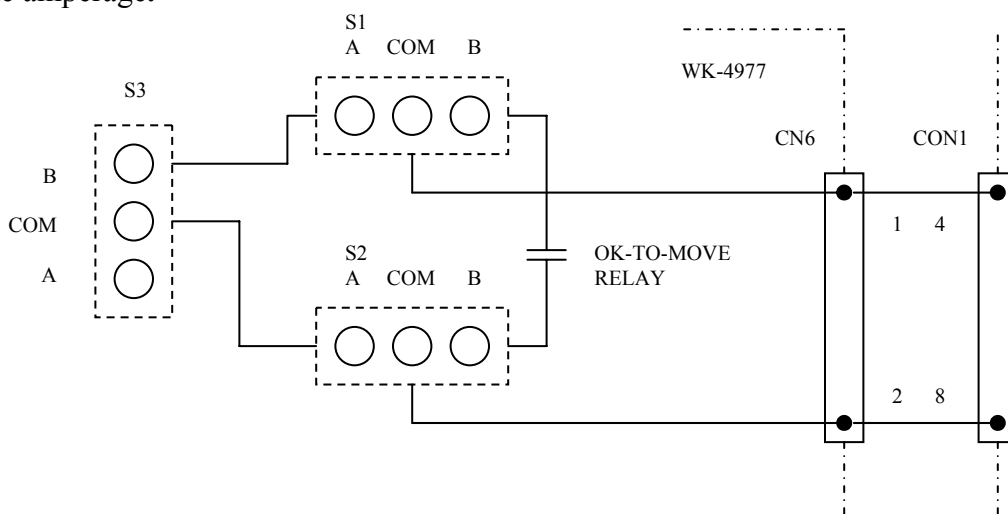 S1
A COM B
WK-4977
S3
CN6 CON1
B
COM
A
1 4
S2
A COM B
OK-TO-MOVE
RELAY
2 8